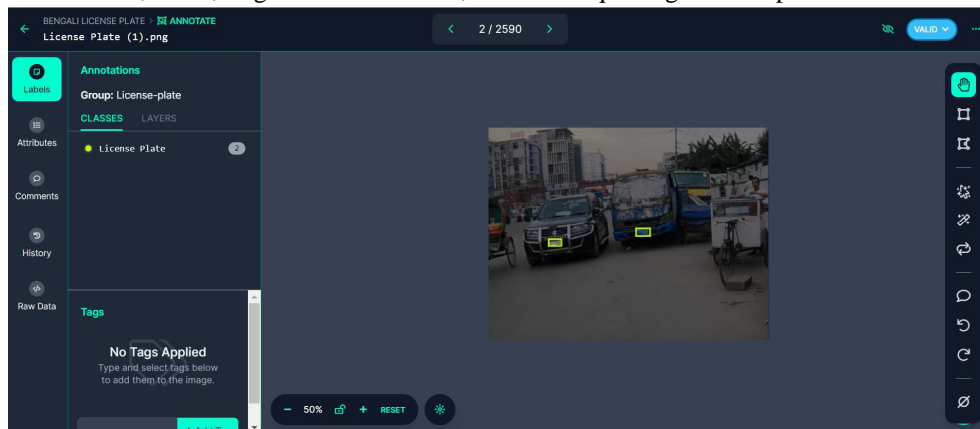 BENGALI LICENSE PLATE > ANNOTATE
License Plate (1).png
2 / 2590
VALID
Labels
Attributes
Comments
History
Raw Data
Annotations
Group: License-plate
CLASSES LAYERS
License Plate 2
Tags
No Tags Applied
Type and select tags below
to add them to the image.
50% RESET